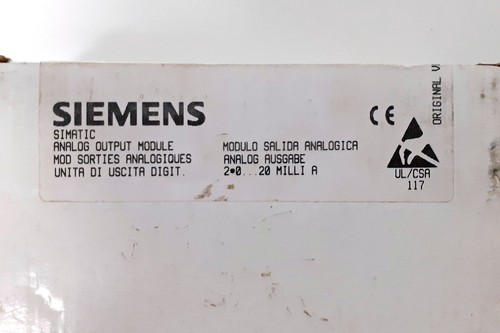 SIEMENS
SIMATIC
ANALOG OUTPUT MODULE
MOD SORTIES ANALOGIQUES
UNITA DI USCITA DIGIT.
MODULO SALIDA ANALOGICA
ANALOG AUSGABE
2*0...20 MILLI A
CE
UL/CSA
117
ORIGINAL